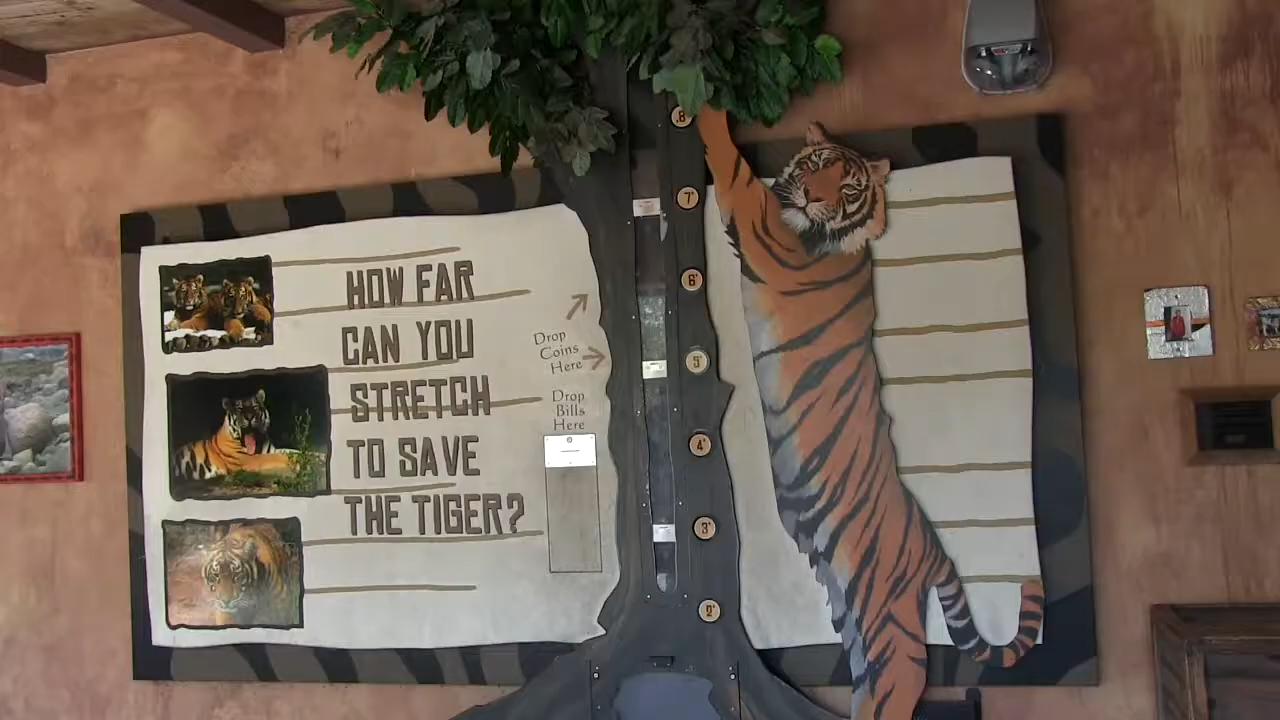 HOW FAR
CAN YOU
STRETCH
TO SAVE
THE TIGER?
Drop
Coins
Here
Drop
Bills
Here
8'
7'
6'
5'
4'
3'
2'